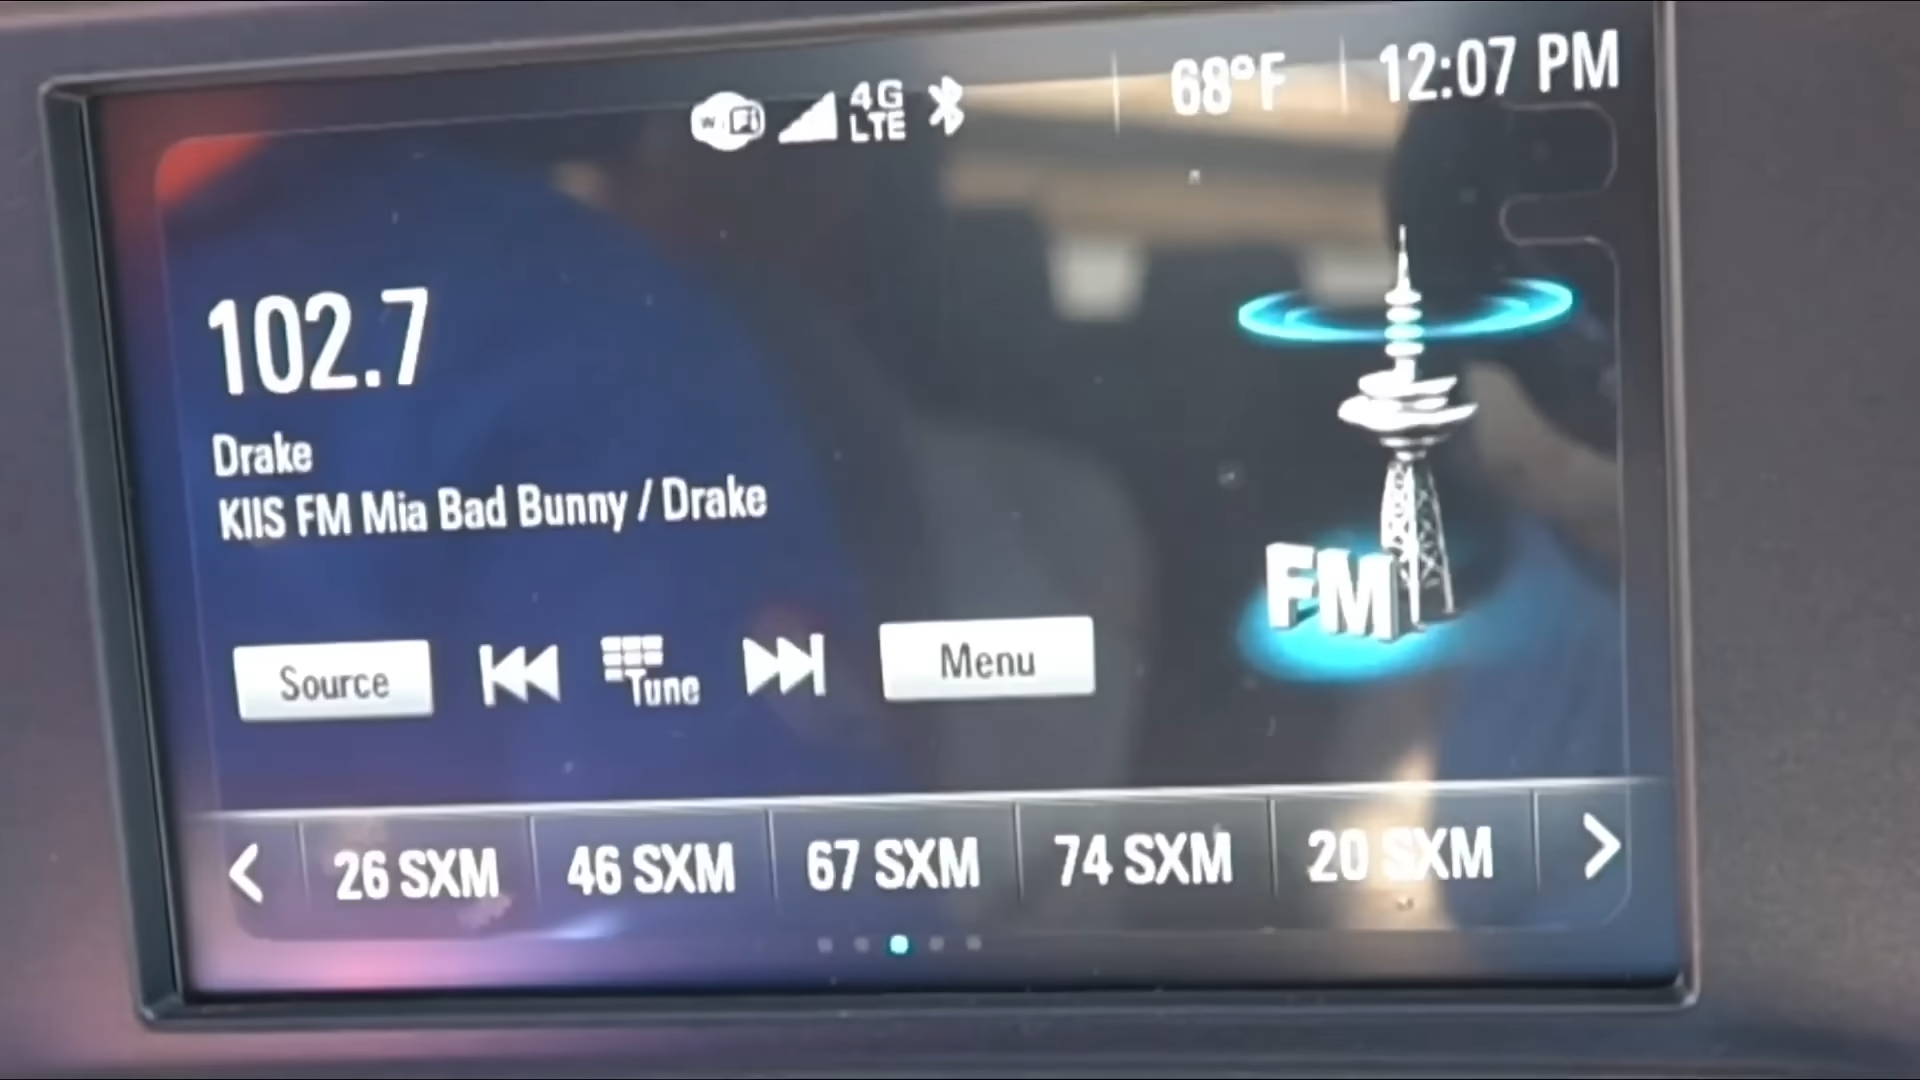 WiFi 4G LTE 68°F 12:07 PM
102.7
Drake
KIIS FM Mia Bad Bunny / Drake
FM
Source Tune Menu
26 SXM 46 SXM 67 SXM 74 SXM 20 SXM